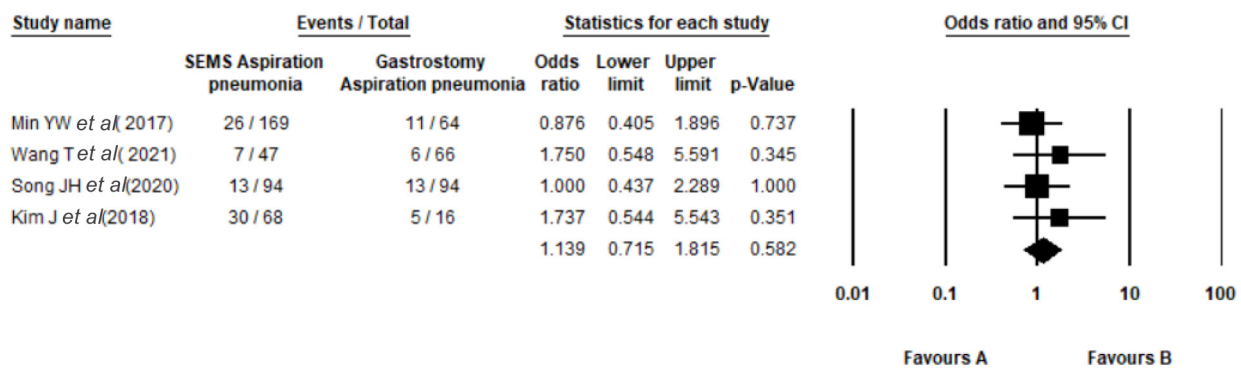 Study name Events / Total Statistics for each study Odds ratio and 95% CI
SEMS Aspiration Gastrostomy Odds Lower Upper
pneumonia Aspiration pneumonia ratio limit limit p-Value
Min YW et al( 2017) 26 / 169 11 / 64 0.876 0.405 1.896 0.737
Wang T et al( 2021) 7 / 47 6 / 66 1.750 0.548 5.591 0.345
Song JH et al(2020) 13 / 94 13 / 94 1.000 0.437 2.289 1.000
Kim J et al(2018) 30 / 68 5 / 16 1.737 0.544 5.543 0.351
1.139 0.715 1.815 0.582
0.01 0.1 1 10 100
Favours A Favours B